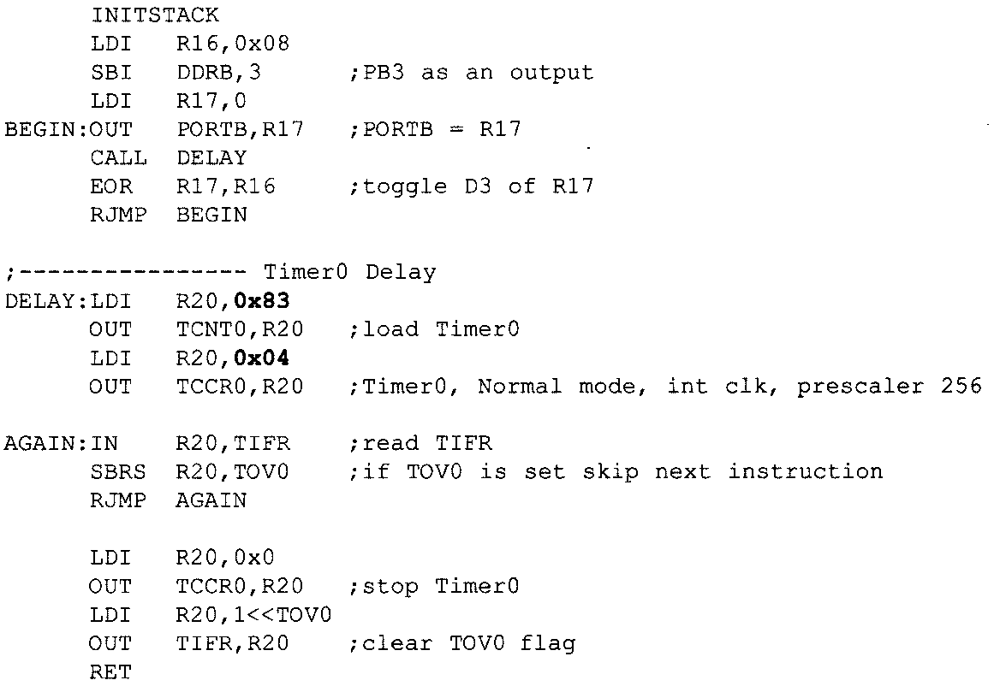 INITSTACK
LDI R16,0x08
SBI DDRB,3 ;PB3 as an output
LDI R17,0
BEGIN:OUT PORTB,R17 ;PORTB = R17
CALL DELAY
EOR R17,R16 ;toggle D3 of R17
RJMP BEGIN
;---------------- Timer0 Delay
DELAY:LDI R20,0x83
OUT TCNT0,R20 ;load Timer0
LDI R20,0x04
OUT TCCR0,R20 ;Timer0, Normal mode, int clk, prescaler 256
AGAIN:IN R20,TIFR ;read TIFR
SBRS R20,TOV0 ;if TOV0 is set skip next instruction
RJMP AGAIN
LDI R20,0x0
OUT TCCR0,R20 ;stop Timer0
LDI R20,1<<TOV0
OUT TIFR,R20 ;clear TOV0 flag
RET